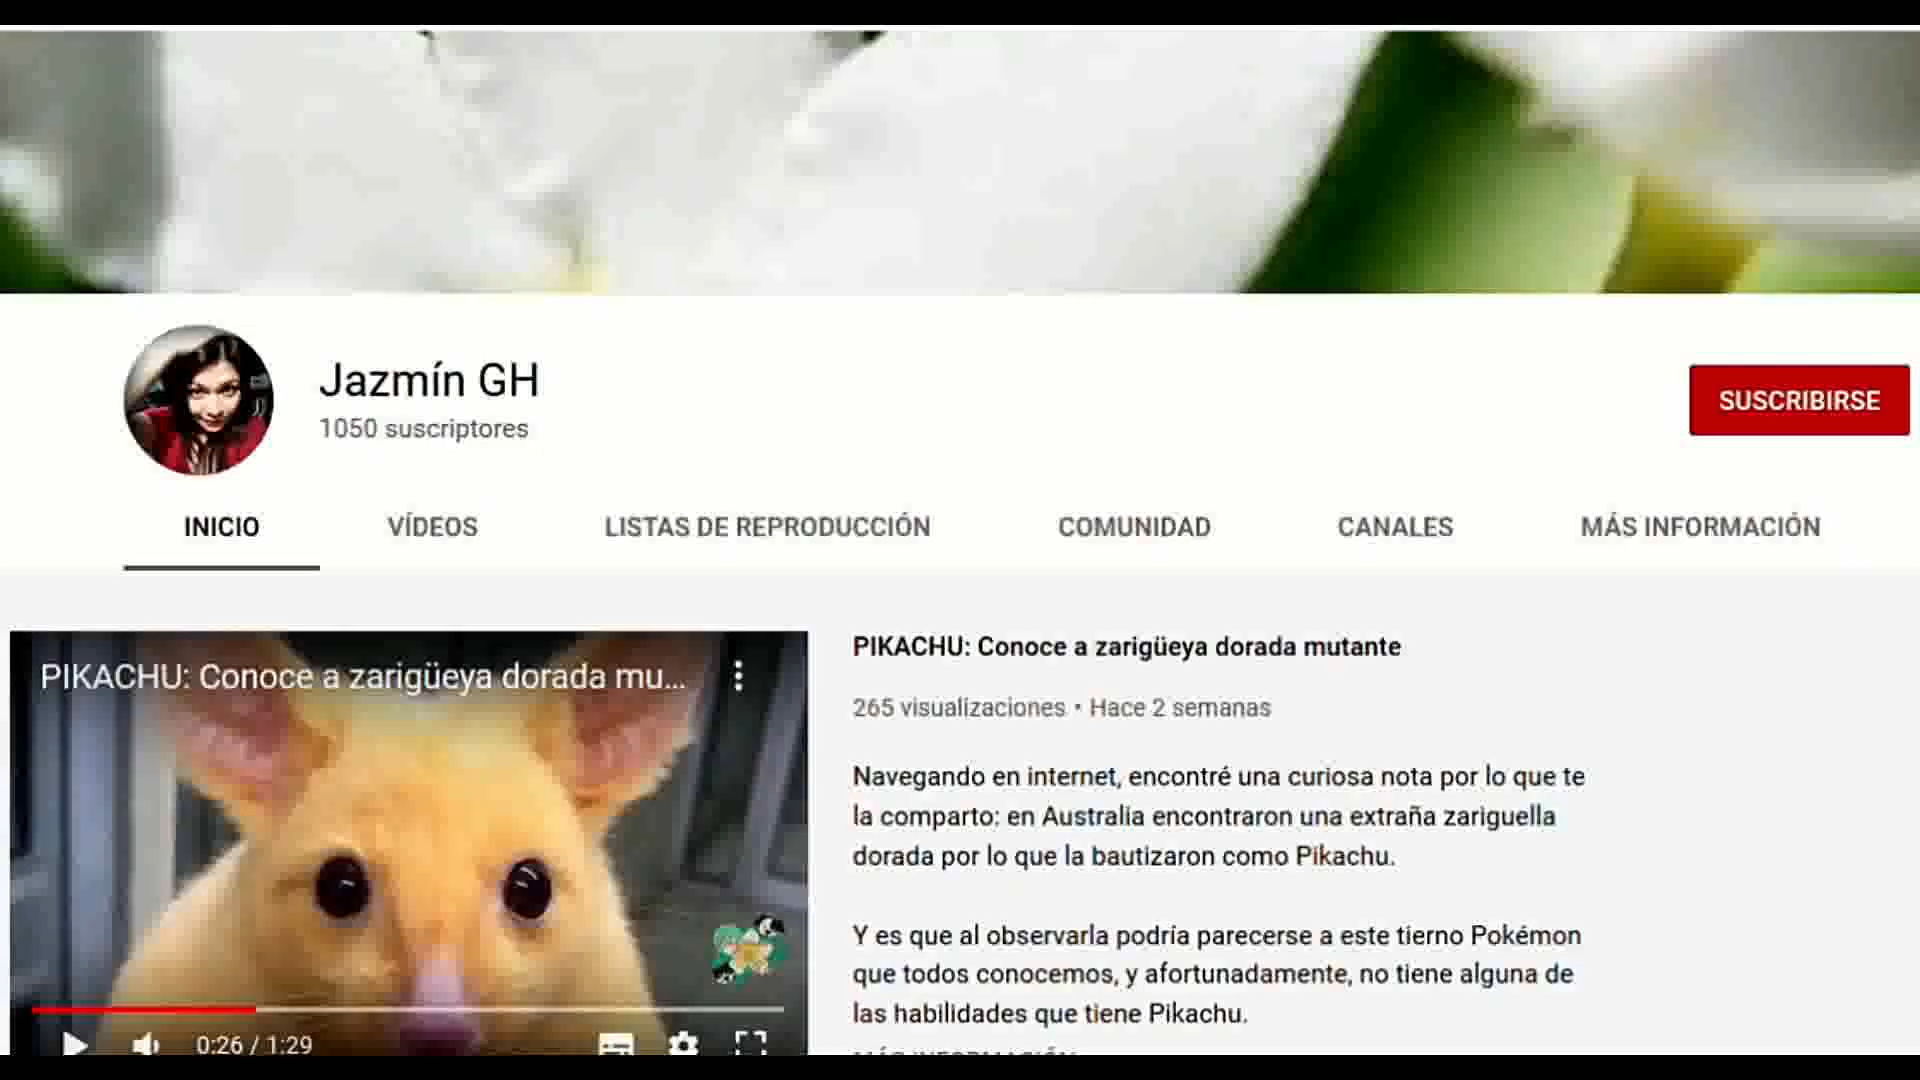 Jazmín GH
1050 suscriptores
SUSCRIBIRSE
INICIO
VÍDEOS
LISTAS DE REPRODUCCIÓN
COMUNIDAD
CANALES
MÁS INFORMACIÓN
PIKACHU: Conoce a zarigüeya dorada mu...
0:26 / 1:29
PIKACHU: Conoce a zarigüeya dorada mutante
265 visualizaciones • Hace 2 semanas
Navegando en internet, encontré una curiosa nota por lo que te
la comparto: en Australia encontraron una extraña zariguella
dorada por lo que la bautizaron como Pikachu.
Y es que al observarla podría parecerse a este tierno Pokémon
que todos conocemos, y afortunadamente, no tiene alguna de
las habilidades que tiene Pikachu.
MÁS INFORMACIÓN